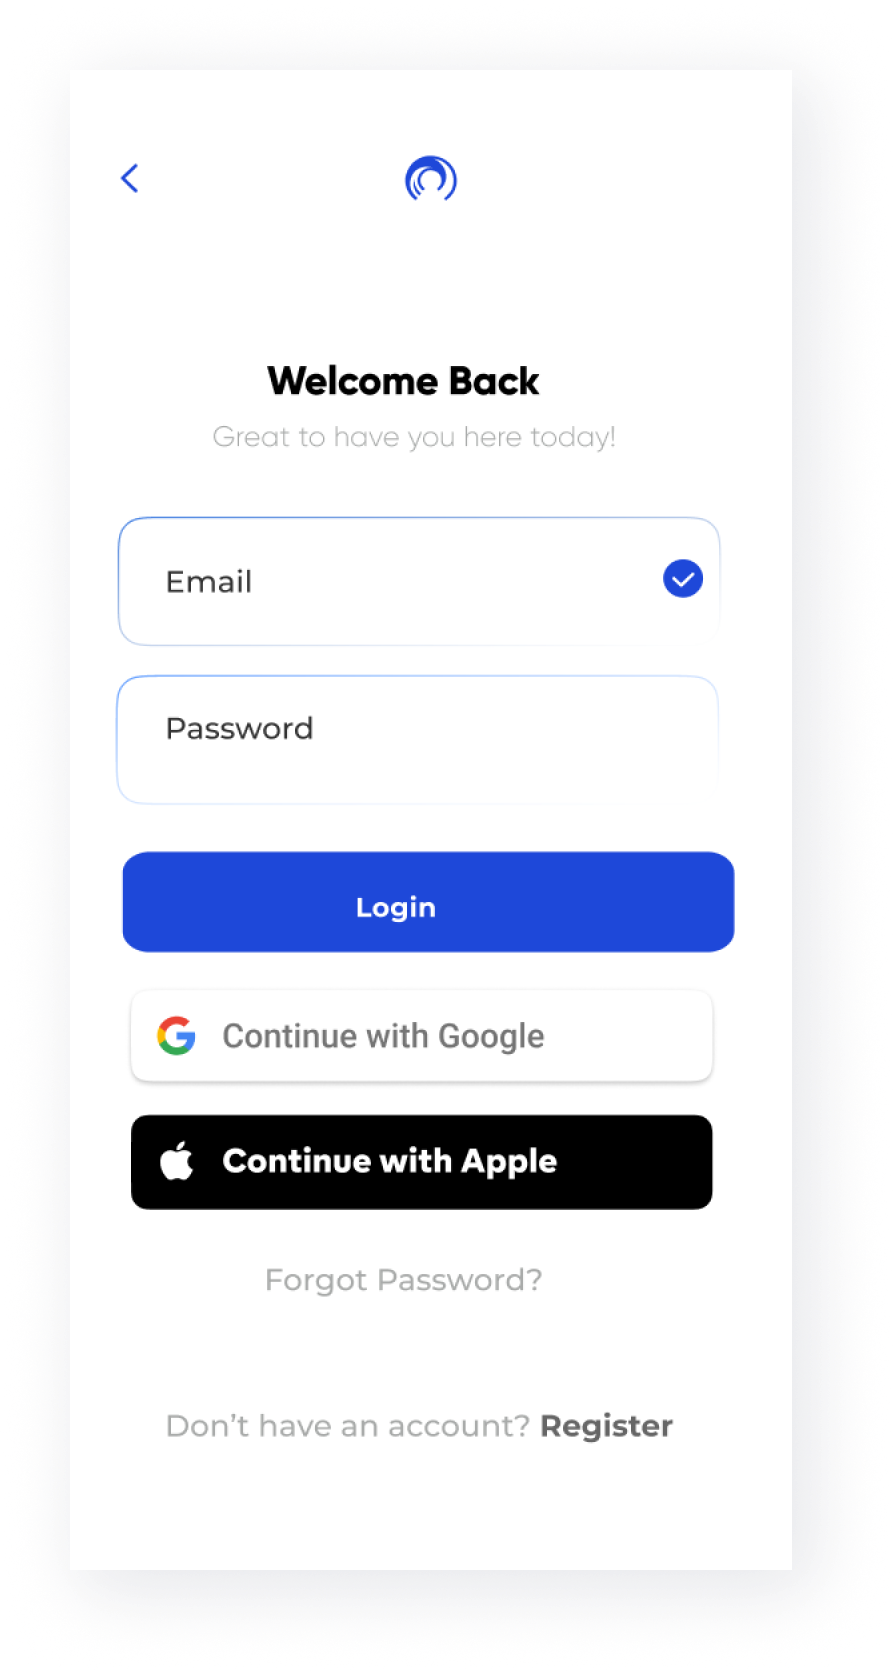 Welcome Back
Great to have you here today!
Email
Password
Login
Continue with Google
Continue with Apple
Forgot Password?
Don’t have an account? Register